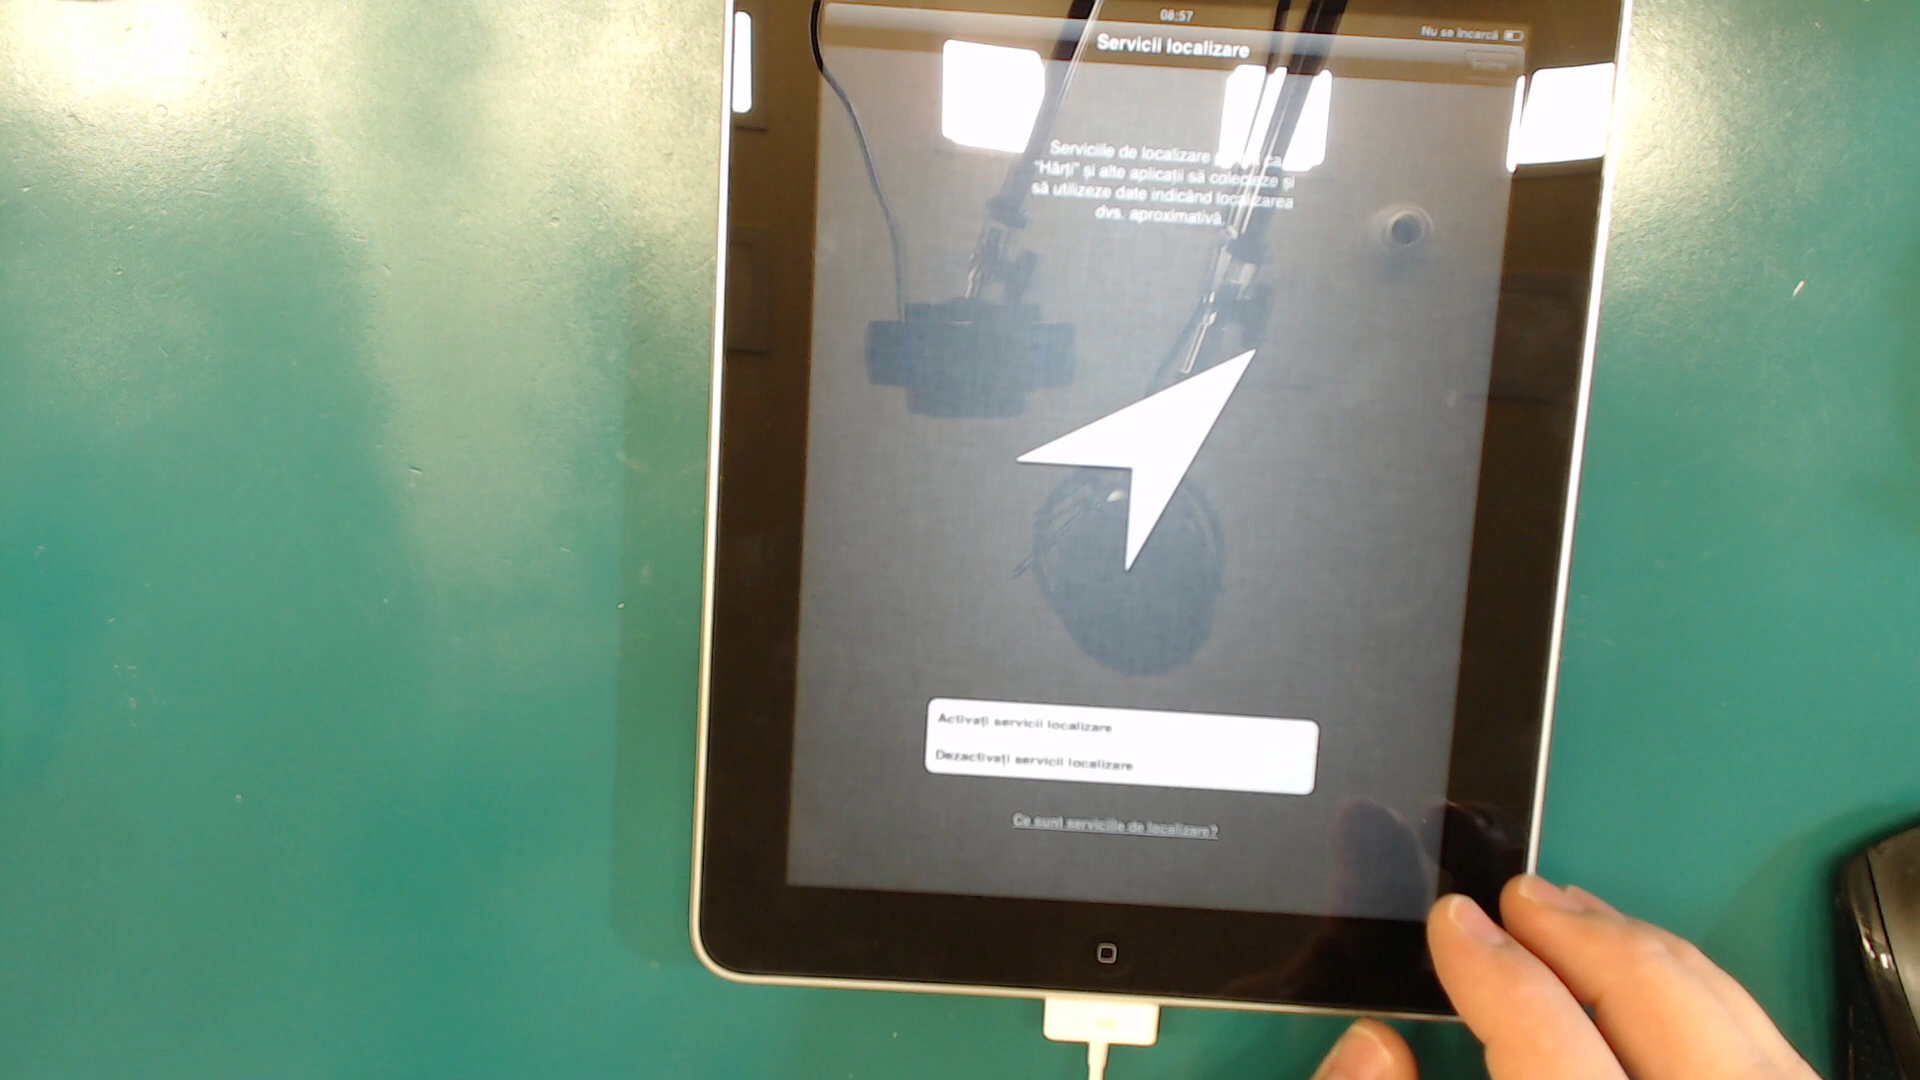 08:57
Nu se încarcă
Servicii localizare
Serviciile de localizare ca
"Hărți" și alte aplicații să colecteze și
să utilizeze date indicând localizarea
dvs. aproximativă.
Activați servicii localizare
Dezactivați servicii localizare
Ce sunt serviciile de localizare?